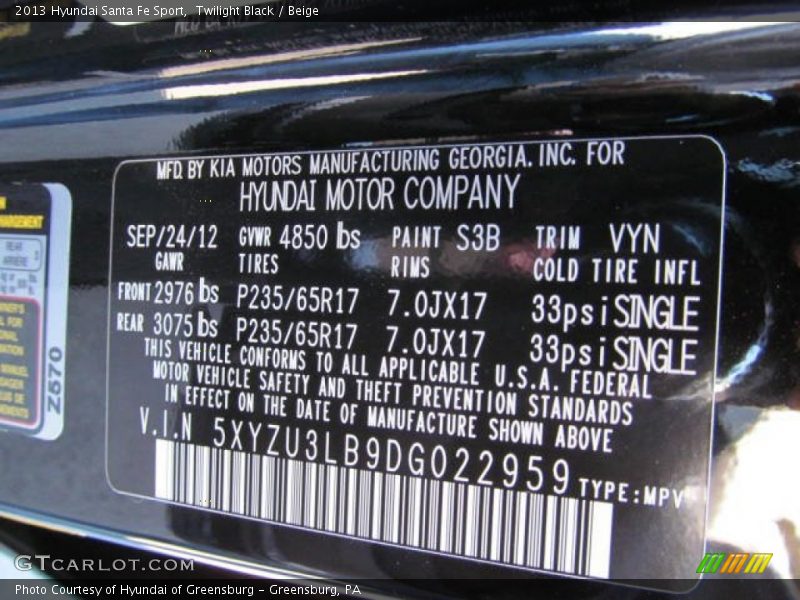 2013 Hyundai Santa Fe Sport, Twilight Black / Beige
MFD. BY KIA MOTORS MANUFACTURING GEORGIA. INC. FOR
HYUNDAI MOTOR COMPANY
SEP/24/12 GVWR 4850 lbs PAINT S3B TRIM VYN
GAWR TIRES RIMS COLD TIRE INFL
FRONT 2976 lbs P235/65R17 7.0JX17 33psi SINGLE
REAR 3075 lbs P235/65R17 7.0JX17 33psi SINGLE
THIS VEHICLE CONFORMS TO ALL APPLICABLE U.S.A. FEDERAL
MOTOR VEHICLE SAFETY AND THEFT PREVENTION STANDARDS
IN EFFECT ON THE DATE OF MANUFACTURE SHOWN ABOVE
V.I.N 5XYZU3LB9DG022959 TYPE:MPV
REAR
ARRIERE
Z570
GTCARLOT.COM
Photo Courtesy of Hyundai of Greensburg - Greensburg, PA